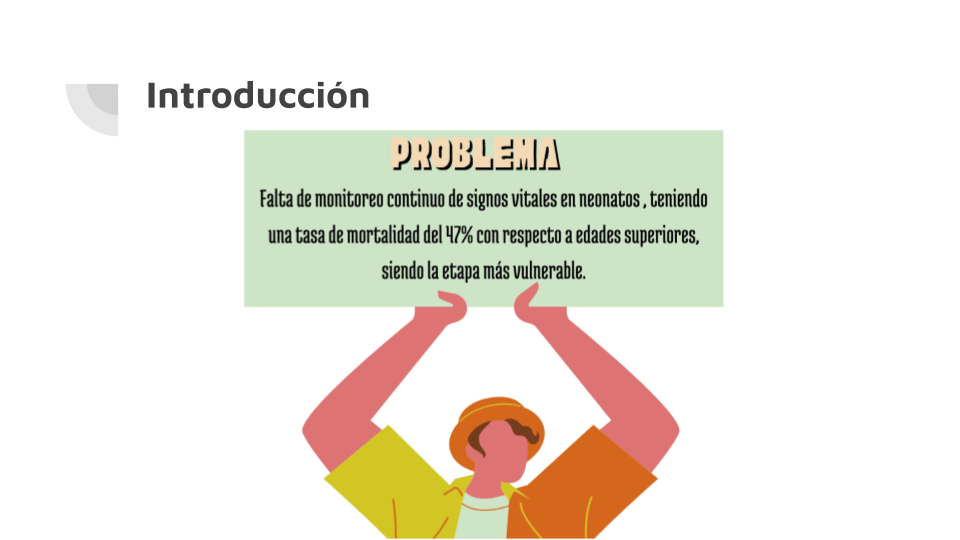 Introducción
PROBLEMA
Falta de monitoreo continuo de signos vitales en neonatos , teniendo
una tasa de mortalidad del 47% con respecto a edades superiores,
siendo la etapa más vulnerable.